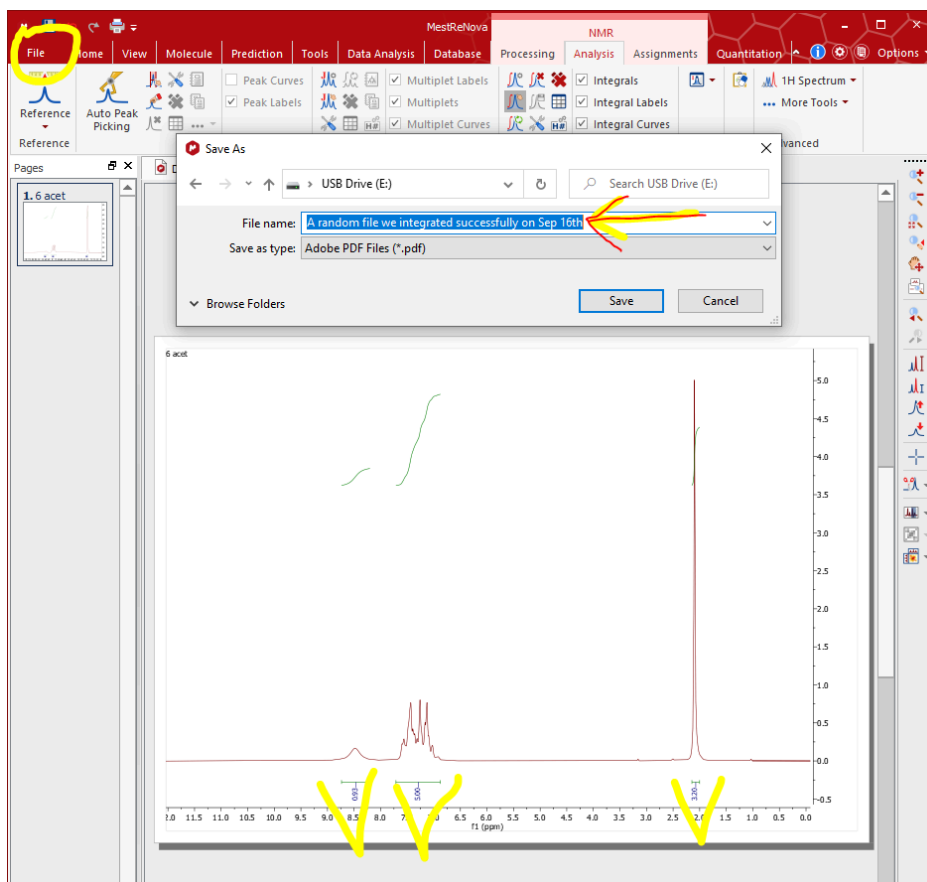 MestReNova
NMR
File Home View Molecule Prediction Tools Data Analysis Database Processing Analysis Assignments Quantitation Options
Reference
Auto Peak Picking
Peak Curves
Peak Labels
Multiplet Labels
Multiplets
Multiplet Curves
Integrals
Integral Labels
Integral Curves
1H Spectrum
More Tools
Reference
Pages
1. 6 acet
Save As
USB Drive (E:)
Search USB Drive (E:)
File name: A random file we integrated successfully on Sep 16th
Save as type: Adobe PDF Files (*.pdf)
Browse Folders
Save Cancel
6 acet
5.0
4.5
4.0
3.5
3.0
2.5
2.0
1.5
1.0
0.5
0.0
-0.5
0.93 5.00 3.20
11.5 11.0 10.5 10.0 9.5 9.0 8.5 8.0 6.5 6.0 5.5 5.0 4.5 4.0 3.5 3.0 2.5 1.5 1.0 0.5 0.0
f1 (ppm)